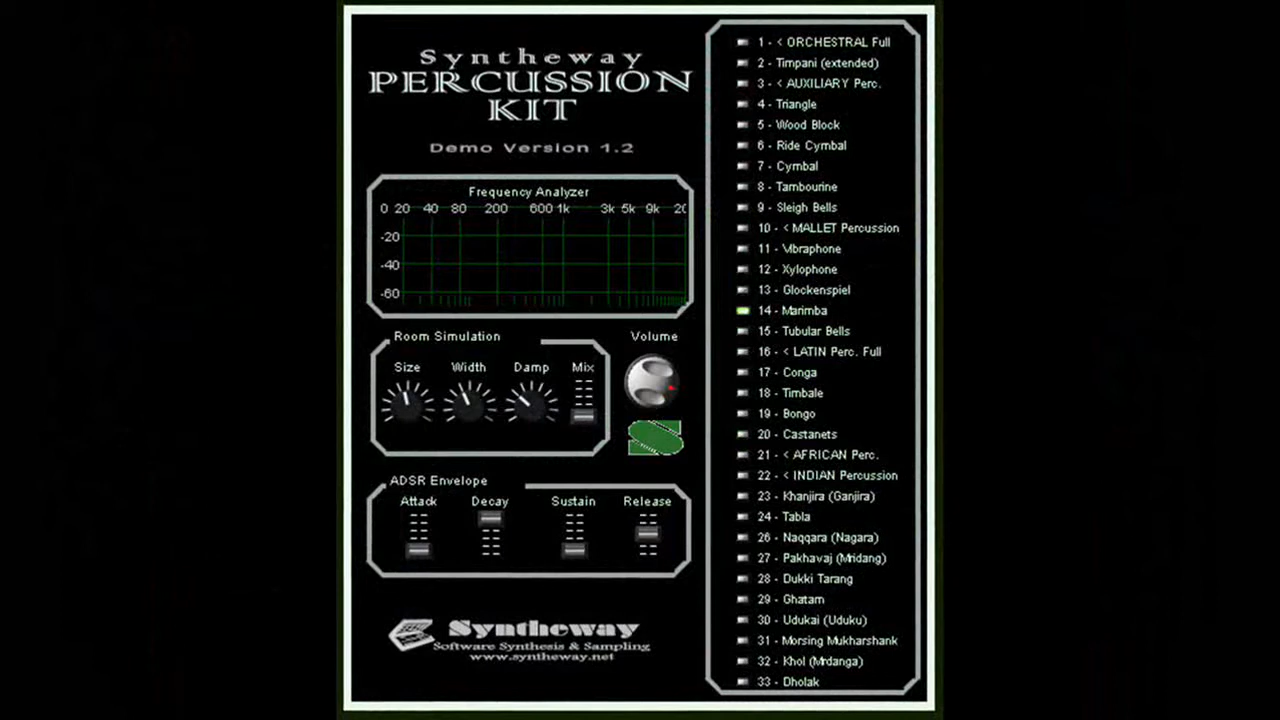 Syntheway
PERCUSSION
KIT
Demo Version 1.2
Frequency Analyzer
0 20 40 80 200 600 1k 3k 5k 9k 20
-20
-40
-60
Room Simulation
Size Width Damp Mix
Volume
ADSR Envelope
Attack Decay Sustain Release
Syntheway
Software Synthesis & Sampling
www.syntheway.net
1 - < ORCHESTRAL Full
2 - Timpani (extended)
3 - < AUXILIARY Perc.
4 - Triangle
5 - Wood Block
6 - Ride Cymbal
7 - Cymbal
8 - Tambourine
9 - Sleigh Bells
10 - < MALLET Percussion
11 - Vibraphone
12 - Xylophone
13 - Glockenspiel
14 - Marimba
15 - Tubular Bells
16 - < LATIN Perc. Full
17 - Conga
18 - Timbale
19 - Bongo
20 - Castanets
21 - < AFRICAN Perc.
22 - < INDIAN Percussion
23 - Khanjira (Ganjira)
24 - Tabla
26 - Naqqara (Nagara)
27 - Pakhavaj (Mridang)
28 - Dukki Tarang
29 - Ghatam
30 - Udukai (Uduku)
31 - Morsing Mukharshank
32 - Khol (Mrdanga)
33 - Dholak